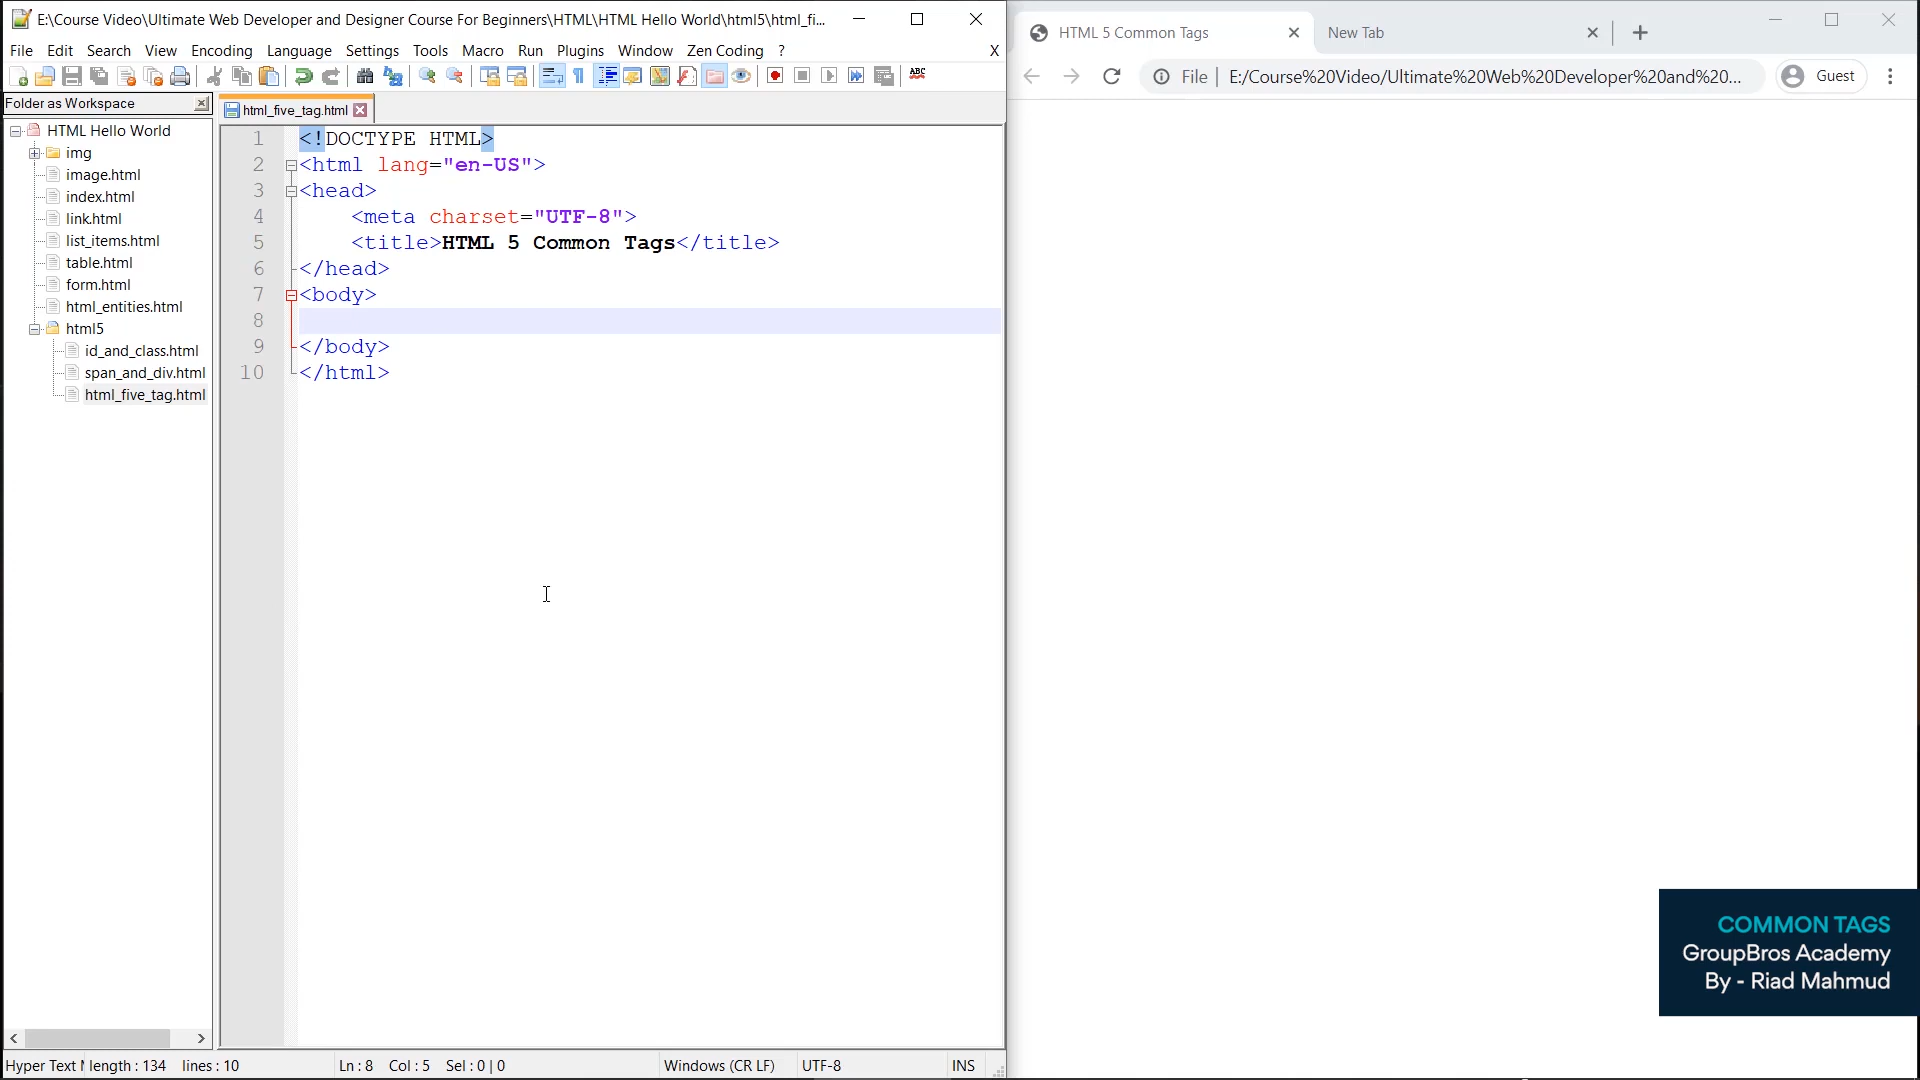 E:\Course Video\Ultimate Web Developer and Designer Course For Beginners\HTML\HTML Hello World\html5\html_fi...
File Edit Search View Encoding Language Settings Tools Macro Run Plugins Window Zen Coding ? X
Folder as Workspace
HTML Hello World
img
image.html
index.html
link.html
list_items.html
table.html
form.html
html_entities.html
html5
id_and_class.html
span_and_div.html
html_five_tag.html
html_five_tag.html
1 <!DOCTYPE HTML>
2 <html lang="en-US">
3 <head>
4 <meta charset="UTF-8">
5 <title>HTML 5 Common Tags</title>
6 </head>
7 <body>
8
9 </body>
10 </html>
Hyper Text length : 134 lines : 10 Ln : 8 Col : 5 Sel : 0 | 0 Windows (CR LF) UTF-8 INS
HTML 5 Common Tags New Tab
File E:/Course%20Video/Ultimate%20Web%20Developer%20and%20... Guest
COMMON TAGS
GroupBros Academy
By - Riad Mahmud